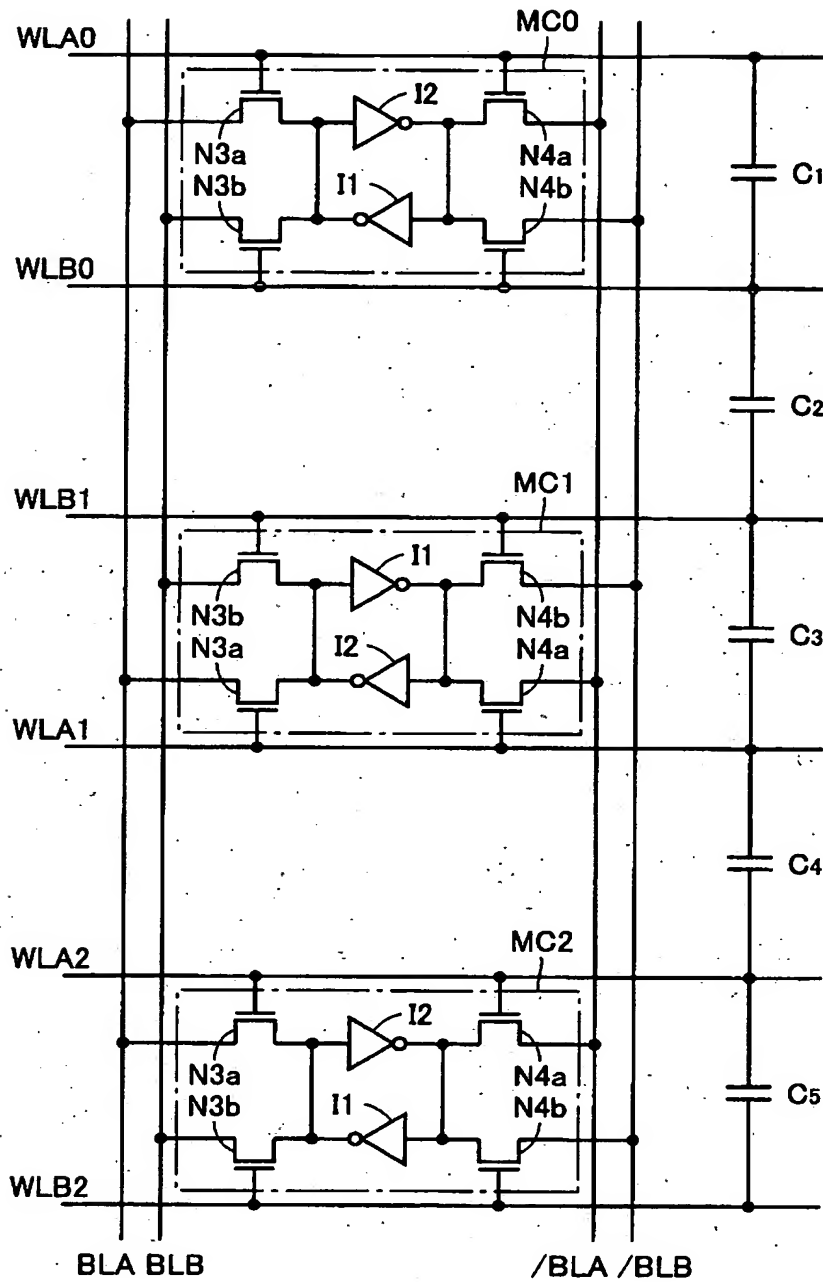 MC0
WLA0
I2
N3a
N3b
I1
N4a
N4b
C1
WLB0
C2
WLB1
MC1
I1
N3b
N3a
I2
N4b
N4a
C3
WLA1
C4
WLA2
MC2
I2
N3a
N3b
I1
N4a
N4b
C5
WLB2
BLA BLB /BLA /BLB